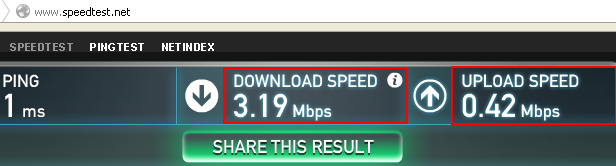 www.speedtest.net
SPEEDTEST PINGTEST NETINDEX
PING DOWNLOAD SPEED i UPLOAD SPEED
1 ms 3.19 Mbps 0.42 Mbps
SHARE THIS RESULT